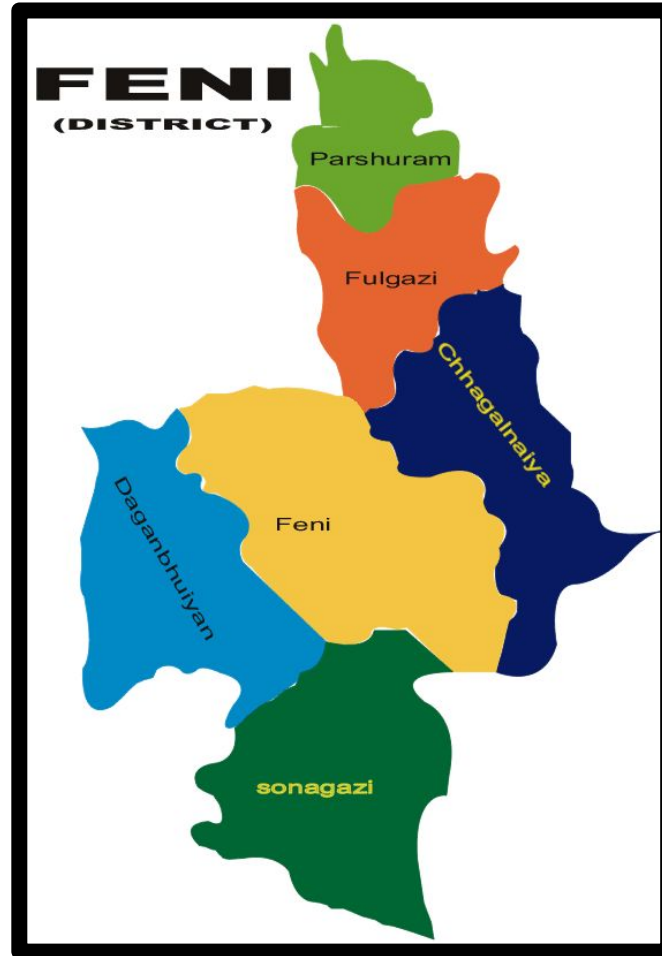 FENI
(DISTRICT)
Parshuram
Fulgazi
Chhagalnaiya
Feni
Daganbhuiyan
sonagazi